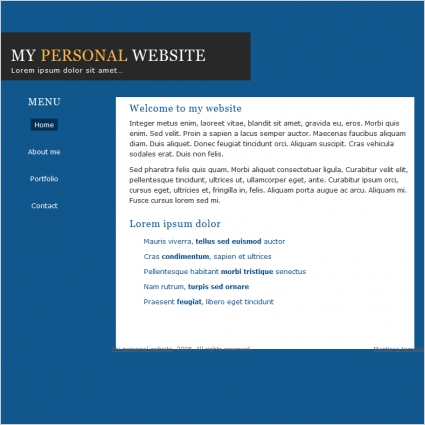 MY PERSONAL WEBSITE
Lorem ipsum dolor sit amet...
MENU
Home
About me
Portfolio
Contact
Welcome to my website
Integer metus enim, laoreet vitae, blandit sit amet, gravida eu, eros. Morbi quis
enim. Sed velit. Proin a sapien a lacus semper auctor. Maecenas faucibus aliquam
diam. Duis aliquet. Donec feugiat tincidunt orci. Aliquam suscipit. Cras vehicula
sodales erat. Duis non felis.
Sed pharetra felis quis quam. Morbi aliquet consectetuer ligula. Curabitur velit elit,
pellentesque tincidunt, ultrices ut, ullamcorper eget, ante. Curabitur ipsum orci,
cursus eget, ultricies et, fringilla in, felis. Aliquam porta augue ac arcu. Aliquam mi.
Fusce cursus lorem sed mi.
Lorem ipsum dolor
Mauris viverra, tellus sed euismod auctor
Cras condimentum, sapien et ultrices
Pellentesque habitant morbi tristique senectus
Nam rutrum, turpis sed ornare
Praesent feugiat, libero eget tincidunt